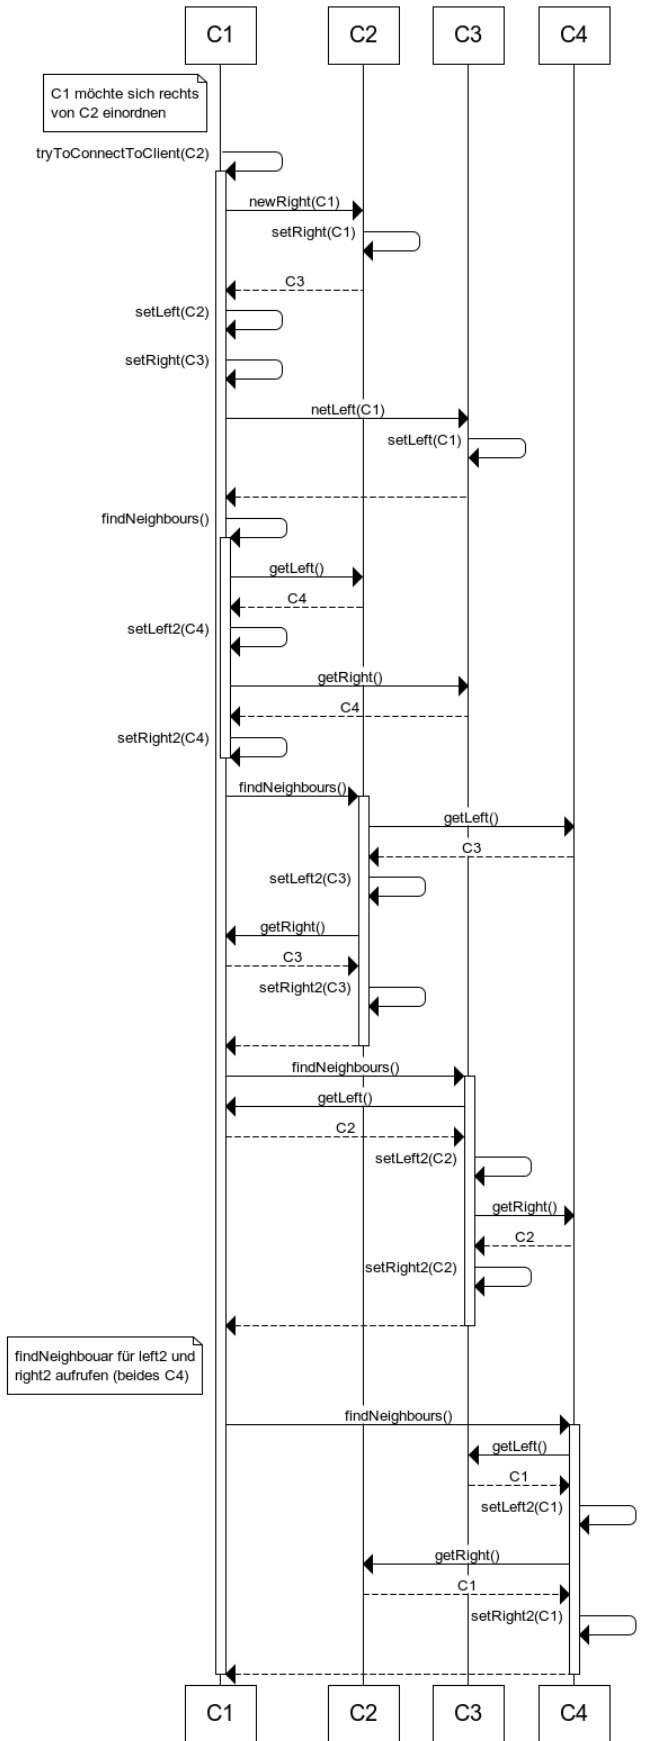 C1
C2
C3
C4
C1 möchte sich rechts
von C2 einordnen
tryToConnectToClient(C2)
newRight(C1)
setRight(C1)
C3
setLeft(C2)
setRight(C3)
netLeft(C1)
setLeft(C1)
findNeighbours()
getLeft()
C4
setLeft2(C4)
getRight()
C4
setRight2(C4)
findNeighbours()
getLeft()
C3
setLeft2(C3)
getRight()
C3
setRight2(C3)
findNeighbours()
getLeft()
C2
setLeft2(C2)
getRight()
C2
setRight2(C2)
findNeighbouar für left2 und
right2 aufrufen (beides C4)
findNeighbours()
getLeft()
C1
setLeft2(C1)
getRight()
C1
setRight2(C1)
C1
C2
C3
C4